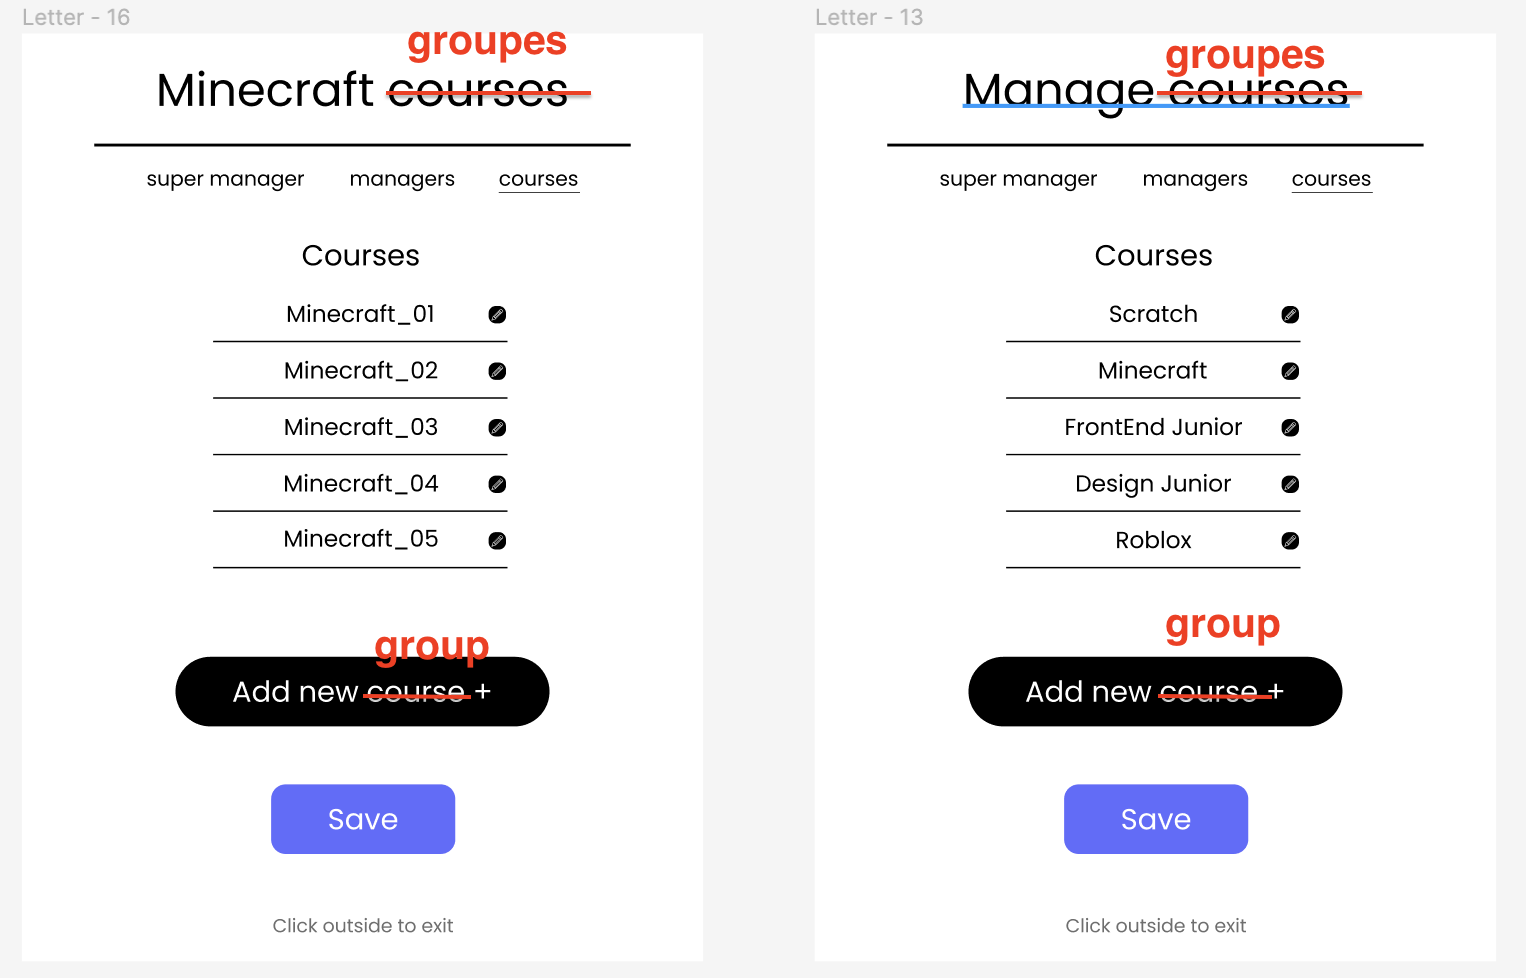 Letter - 16
groupes
Minecraft courses
super manager managers courses
Courses
Minecraft_01
Minecraft_02
Minecraft_03
Minecraft_04
Minecraft_05
group
Add new course +
Save
Click outside to exit
Letter - 13
groupes
Manage courses
super manager managers courses
Courses
Scratch
Minecraft
FrontEnd Junior
Design Junior
Roblox
group
Add new course +
Save
Click outside to exit